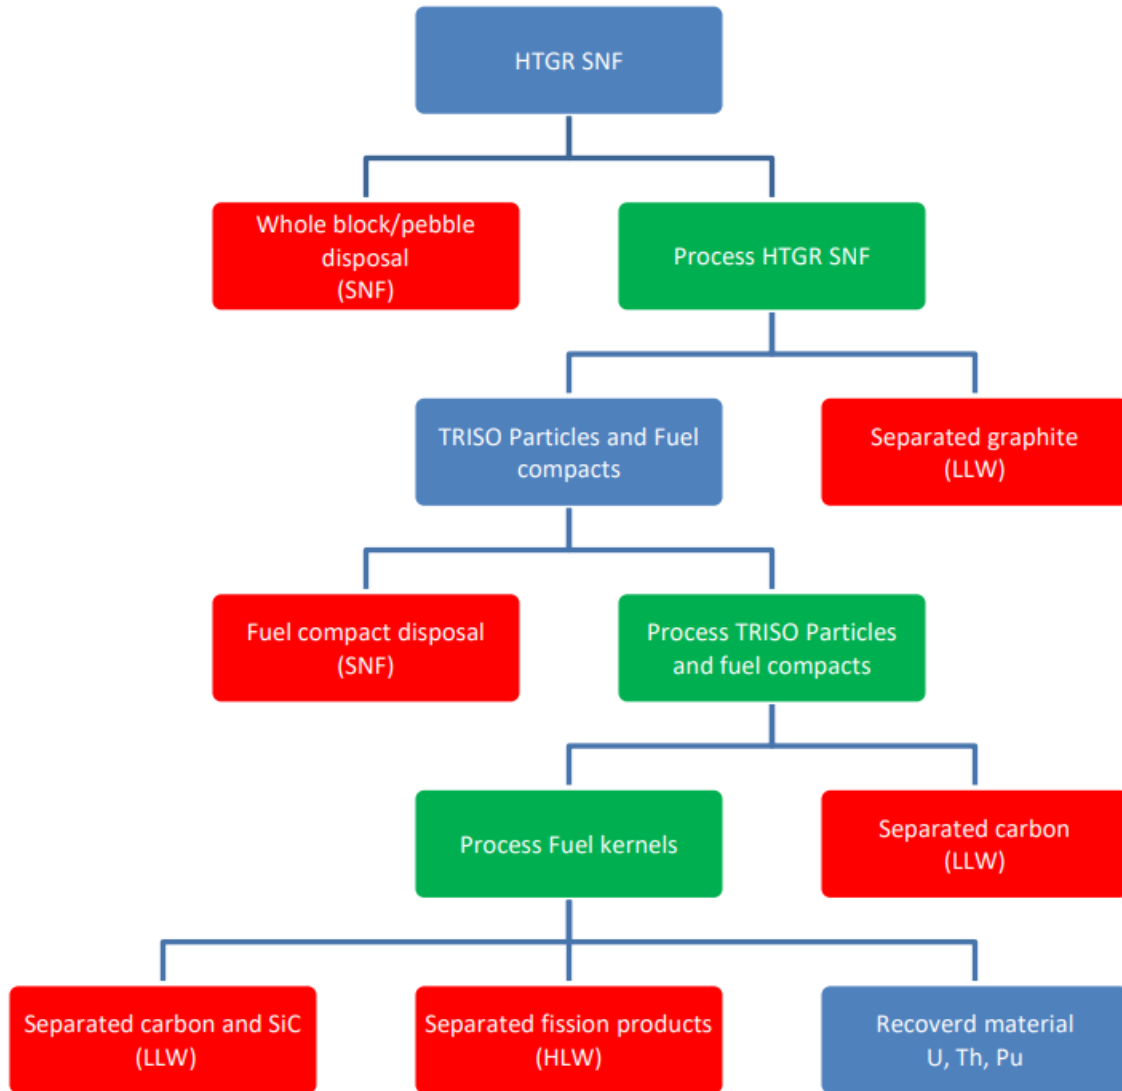 HTGR SNF
Whole block/pebble
disposal
(SNF)
Process HTGR SNF
TRISO Particles and Fuel
compacts
Separated graphite
(LLW)
Fuel compact disposal
(SNF)
Process TRISO Particles
and fuel compacts
Process Fuel kernels
Separated carbon
(LLW)
Separated carbon and SiC
(LLW)
Separated fission products
(HLW)
Recoverd material
U, Th, Pu